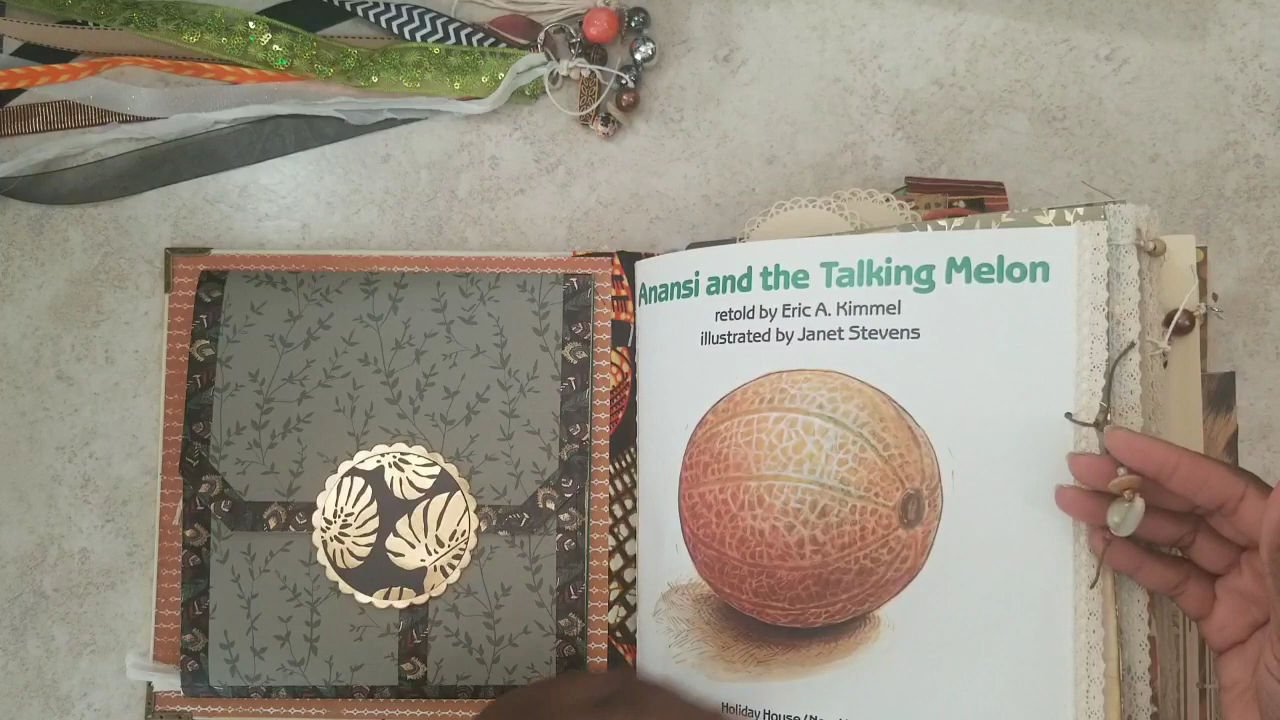 Anansi and the Talking Melon
retold by Eric A. Kimmel
illustrated by Janet Stevens
Holiday House/